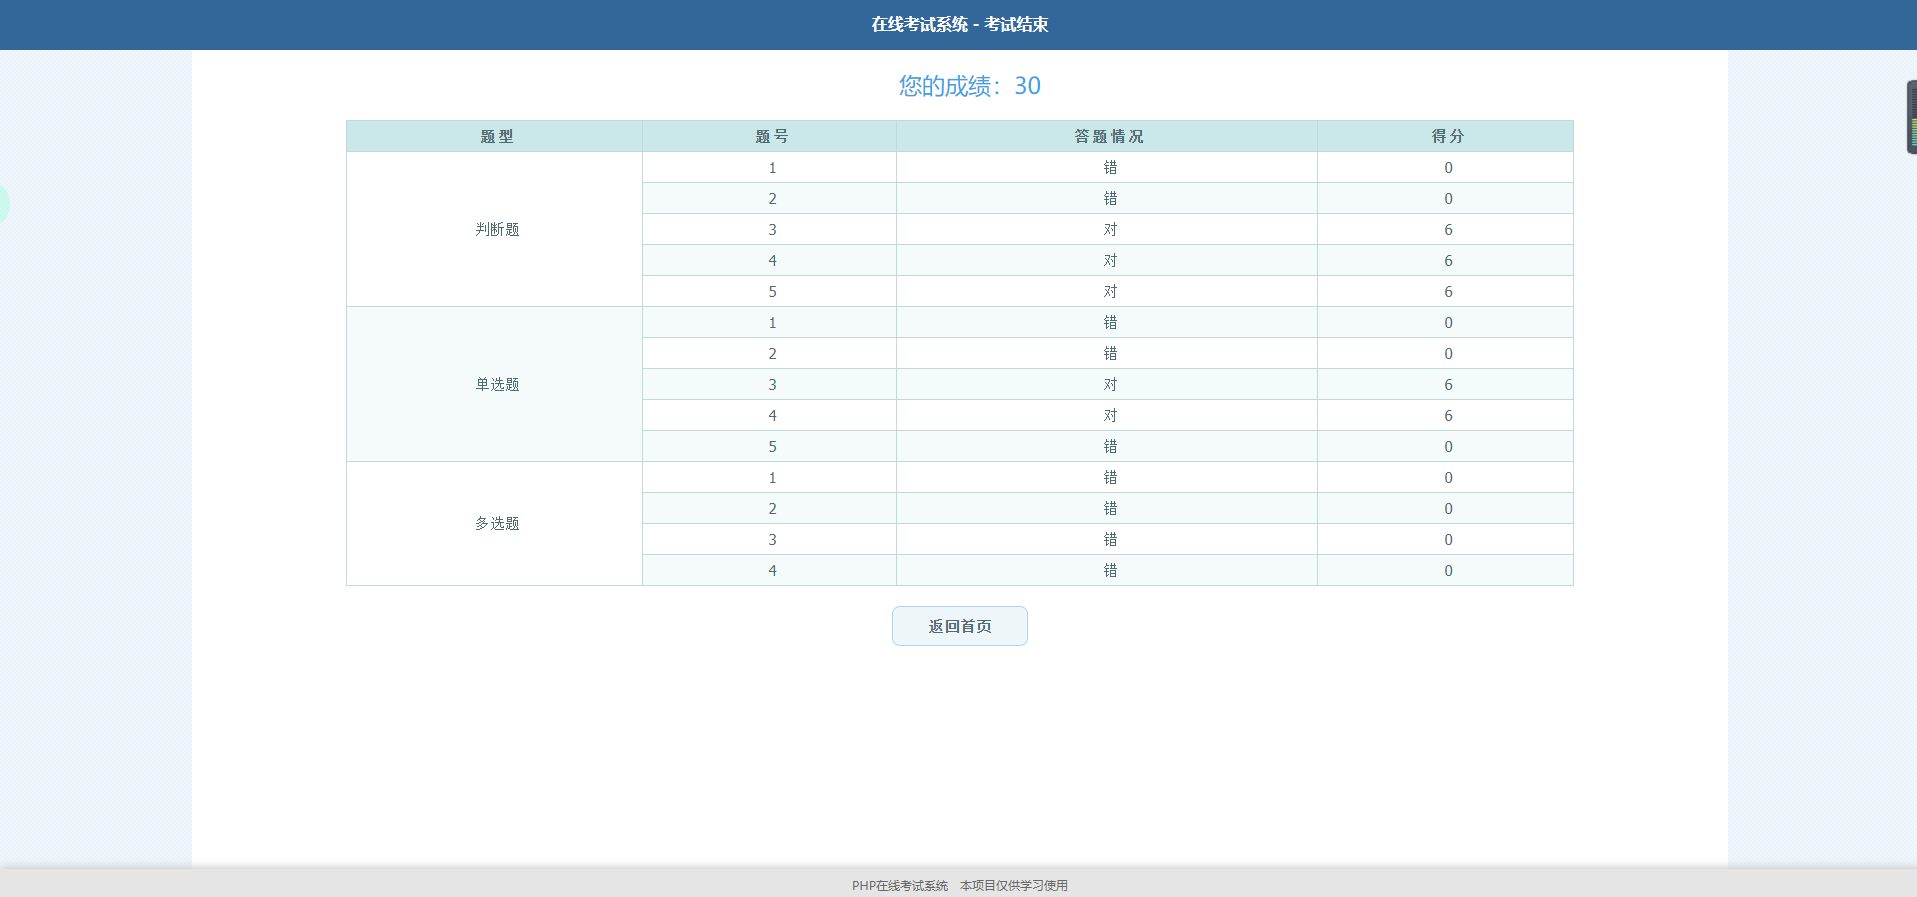 在线考试系统 - 考试结束
您的成绩：30
题型 题号 答题情况 得分
判断题 1 错 0
2 错 0
3 对 6
4 对 6
5 对 6
单选题 1 错 0
2 错 0
3 对 6
4 对 6
5 错 0
多选题 1 错 0
2 错 0
3 错 0
4 错 0
返回首页
PHP在线考试系统 本项目仅供学习使用